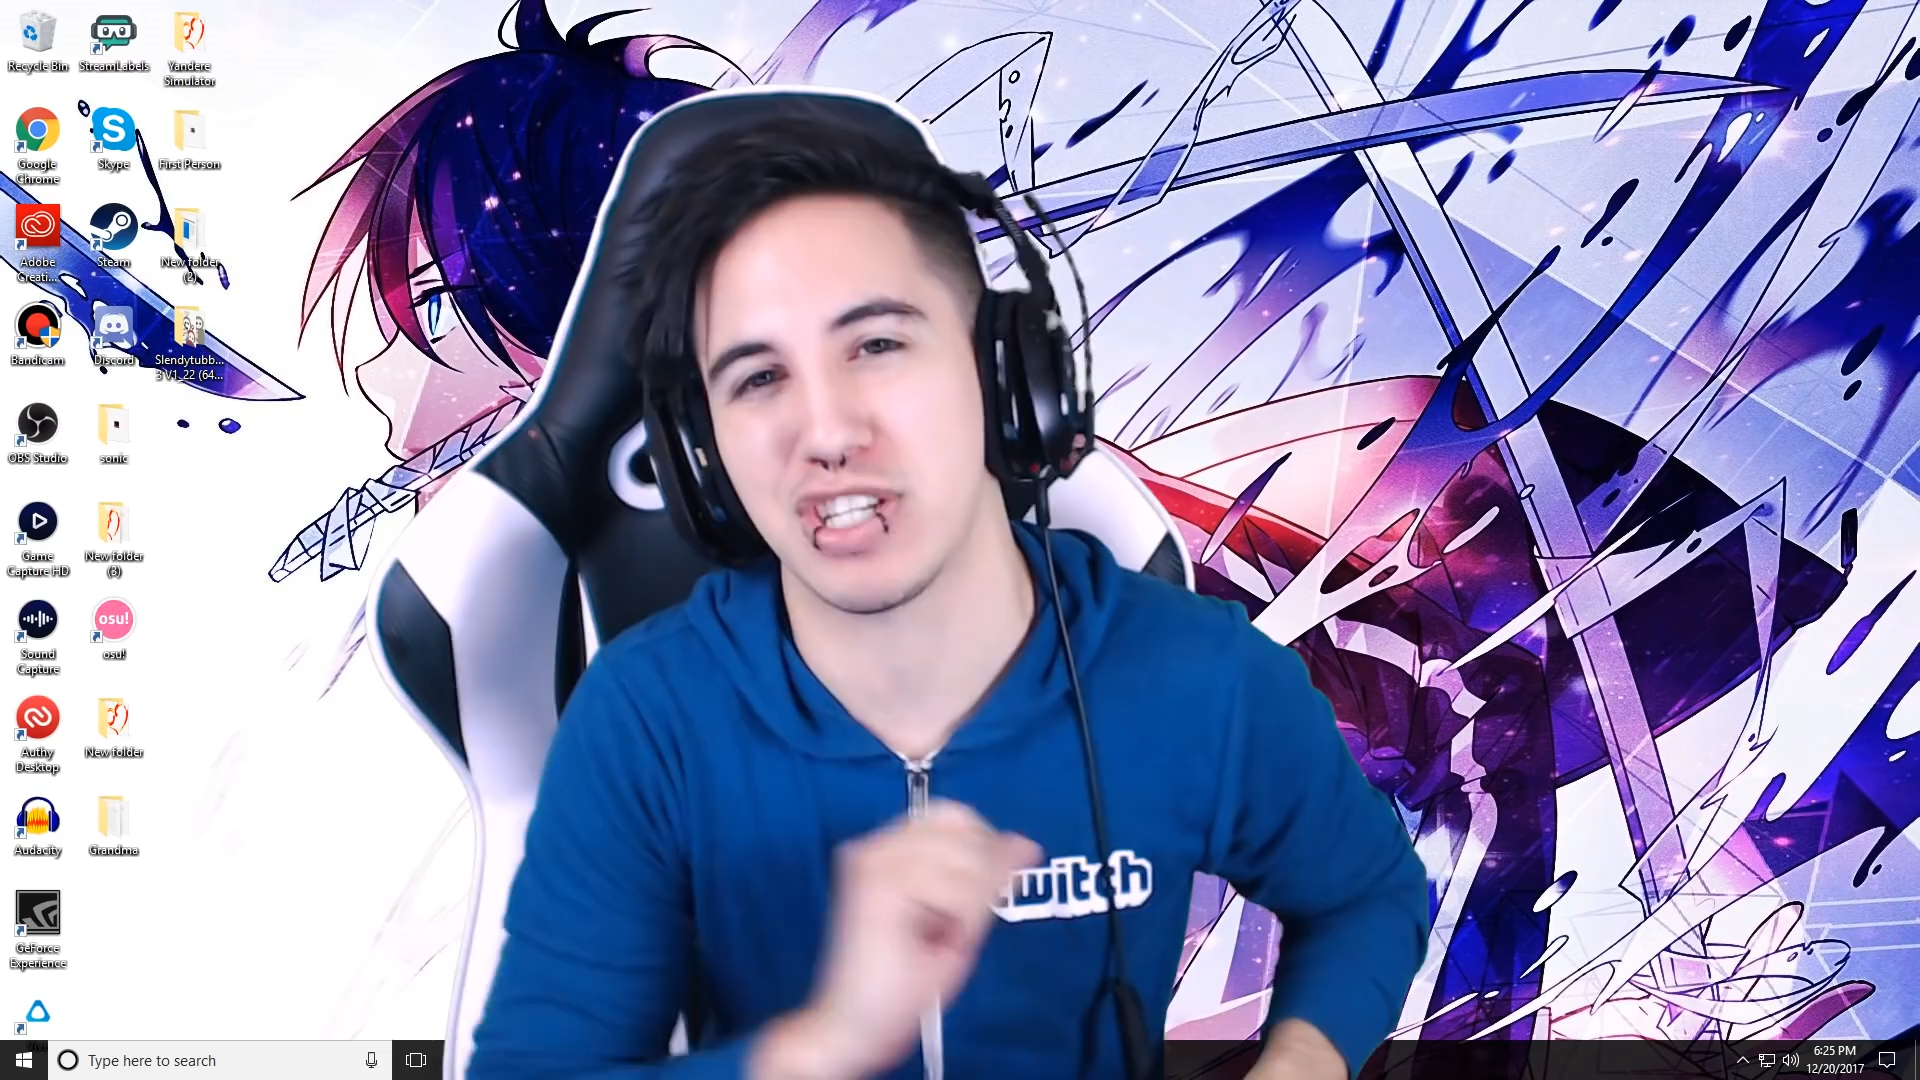 Recycle Bin
StreamLabels
Yandere
Simulator
Google
Chrome
Skype
First Person
Adobe
Creati...
Steam
New folder
(2)
Bandicam
Discord
Slendytubb...
3 V1_22 (64...
OBS Studio
sonic
Game
Capture HD
New folder
(3)
Sound
Capture
osu!
osu!
Authy
Desktop
New folder
Audacity
Grandma
GeForce
Experience
twitch
Type here to search
6:25 PM
12/20/2017